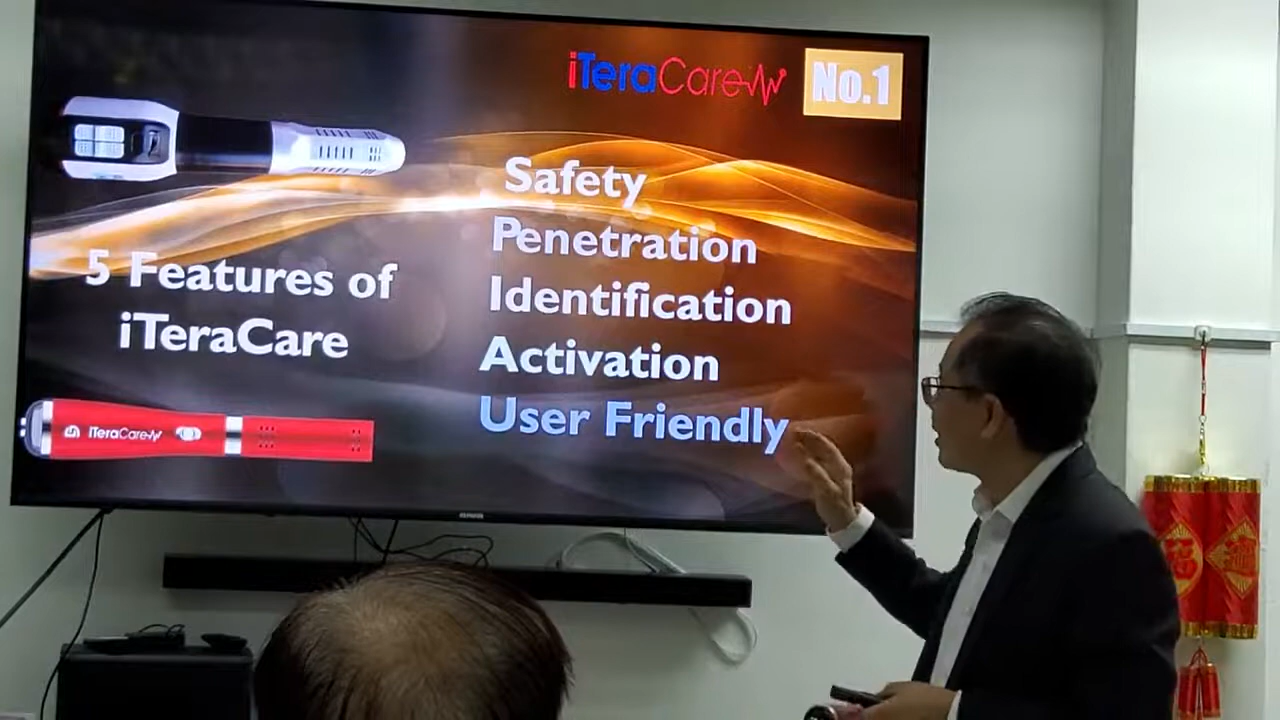 iTeraCare
No.1
Safety
Penetration
Identification
Activation
User Friendly
5 Features of
iTeraCare
iTeraCare